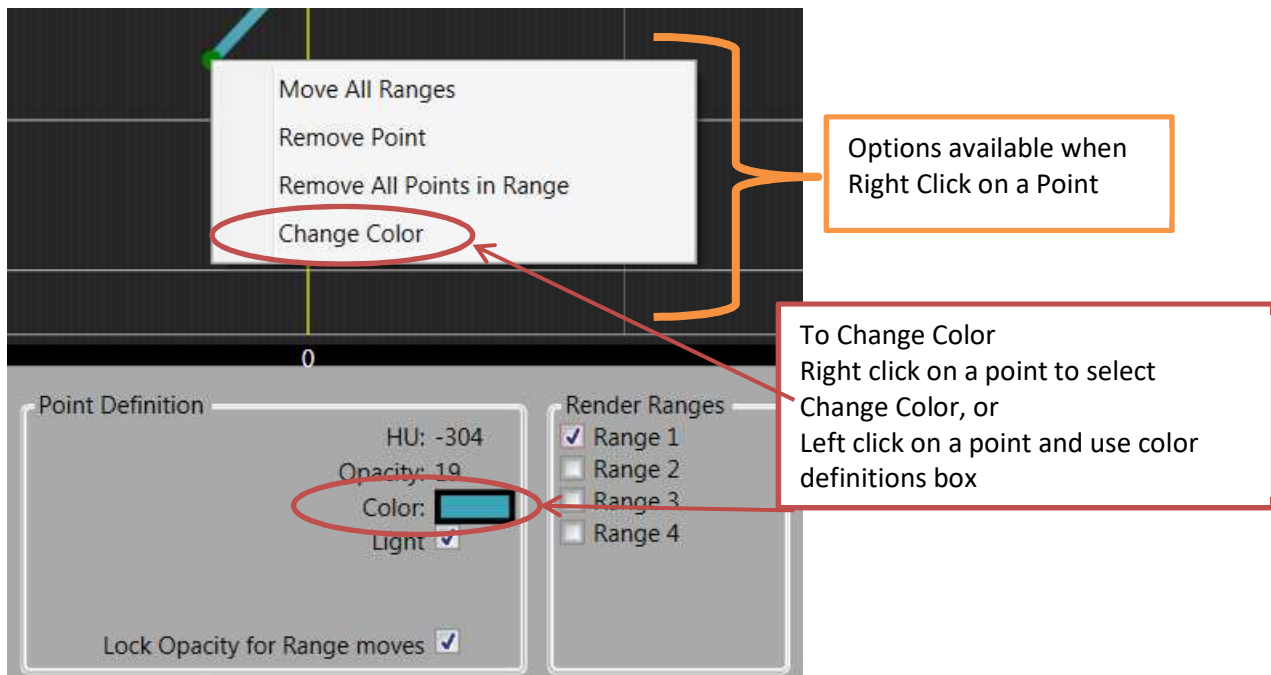 Move All Ranges
Remove Point
Remove All Points in Range
Change Color
Options available when
Right Click on a Point
To Change Color
Right click on a point to select
Change Color, or
Left click on a point and use color
definitions box
0
Point Definition
HU: -304
Opacity: 19
Color:
Light
Lock Opacity for Range moves
Render Ranges
Range 1
Range 2
Range 3
Range 4